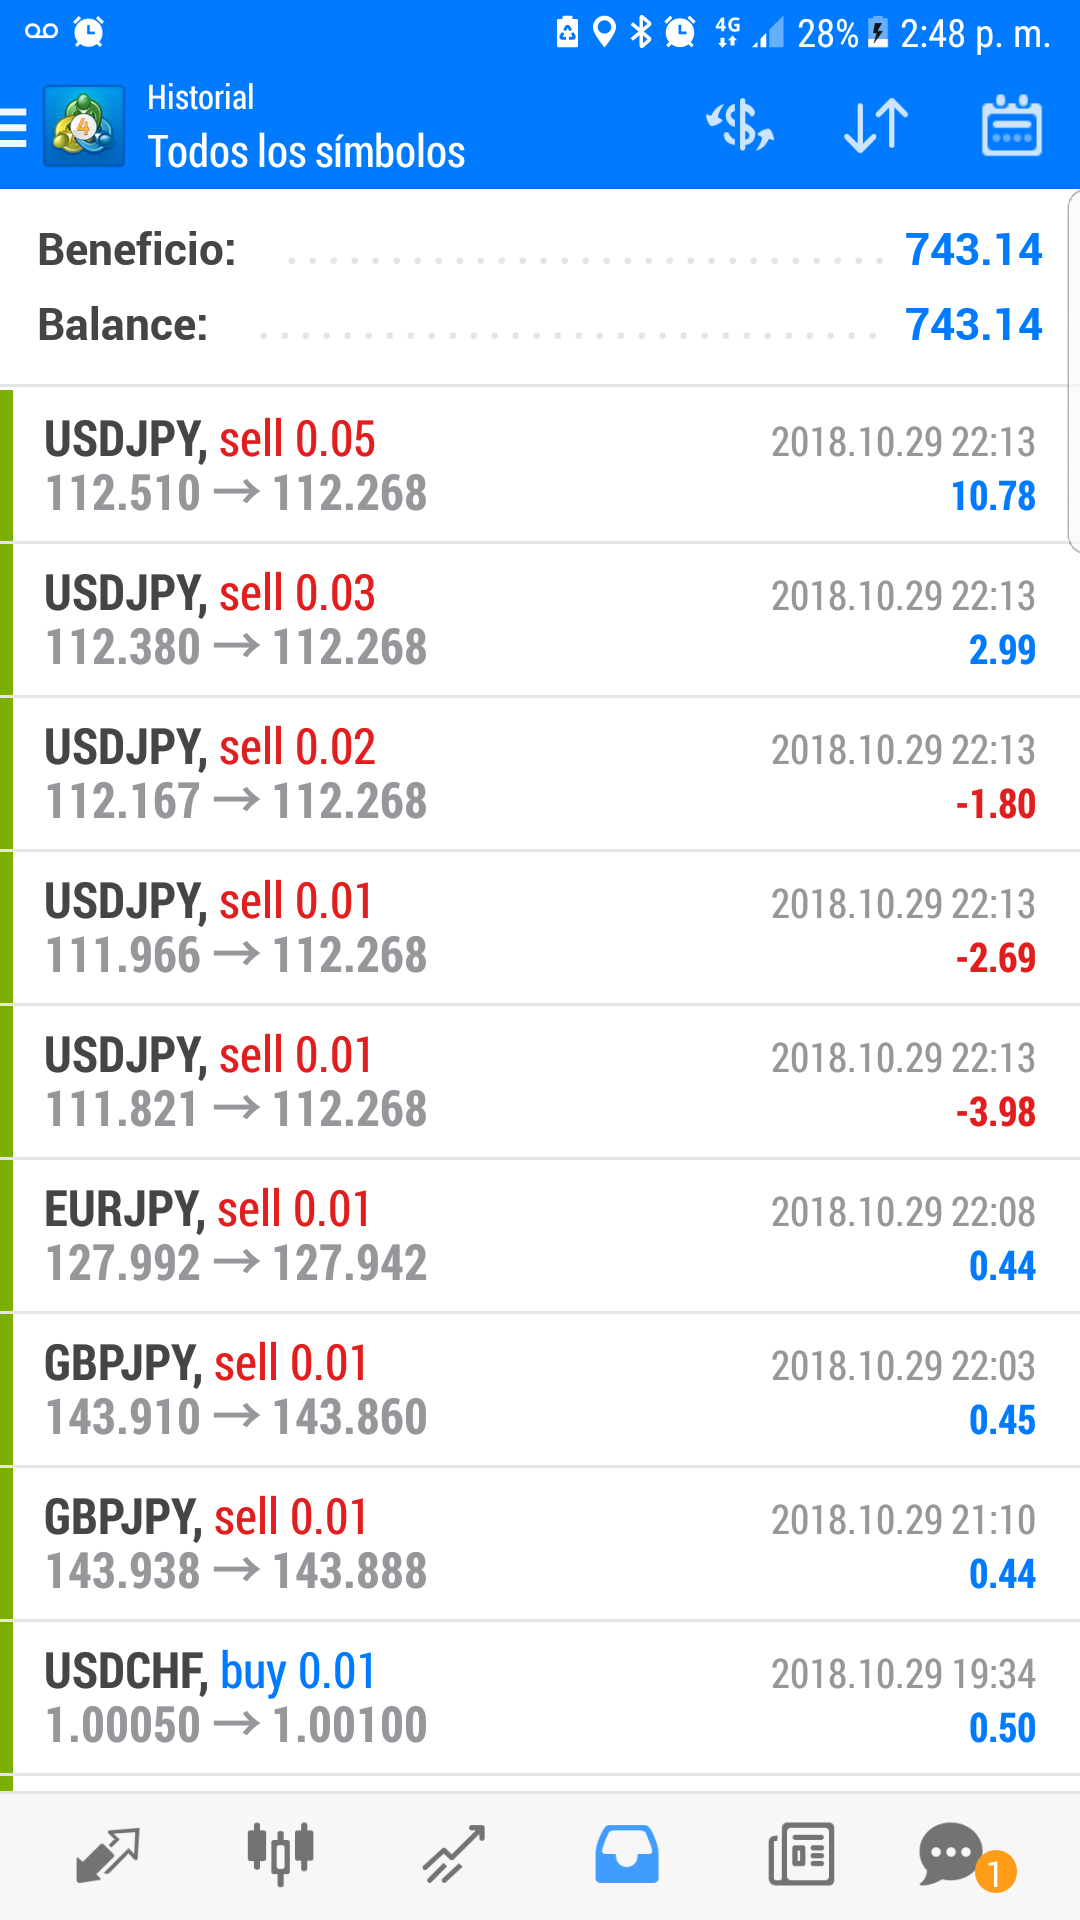 4G 28% 2:48 p. m.
Historial
4
Todos los símbolos
Beneficio: 743.14
Balance: 743.14
USDJPY, sell 0.05 2018.10.29 22:13
112.510 → 112.268 10.78
USDJPY, sell 0.03 2018.10.29 22:13
112.380 → 112.268 2.99
USDJPY, sell 0.02 2018.10.29 22:13
112.167 → 112.268 -1.80
USDJPY, sell 0.01 2018.10.29 22:13
111.966 → 112.268 -2.69
USDJPY, sell 0.01 2018.10.29 22:13
111.821 → 112.268 -3.98
EURJPY, sell 0.01 2018.10.29 22:08
127.992 → 127.942 0.44
GBPJPY, sell 0.01 2018.10.29 22:03
143.910 → 143.860 0.45
GBPJPY, sell 0.01 2018.10.29 21:10
143.938 → 143.888 0.44
USDCHF, buy 0.01 2018.10.29 19:34
1.00050 → 1.00100 0.50
1